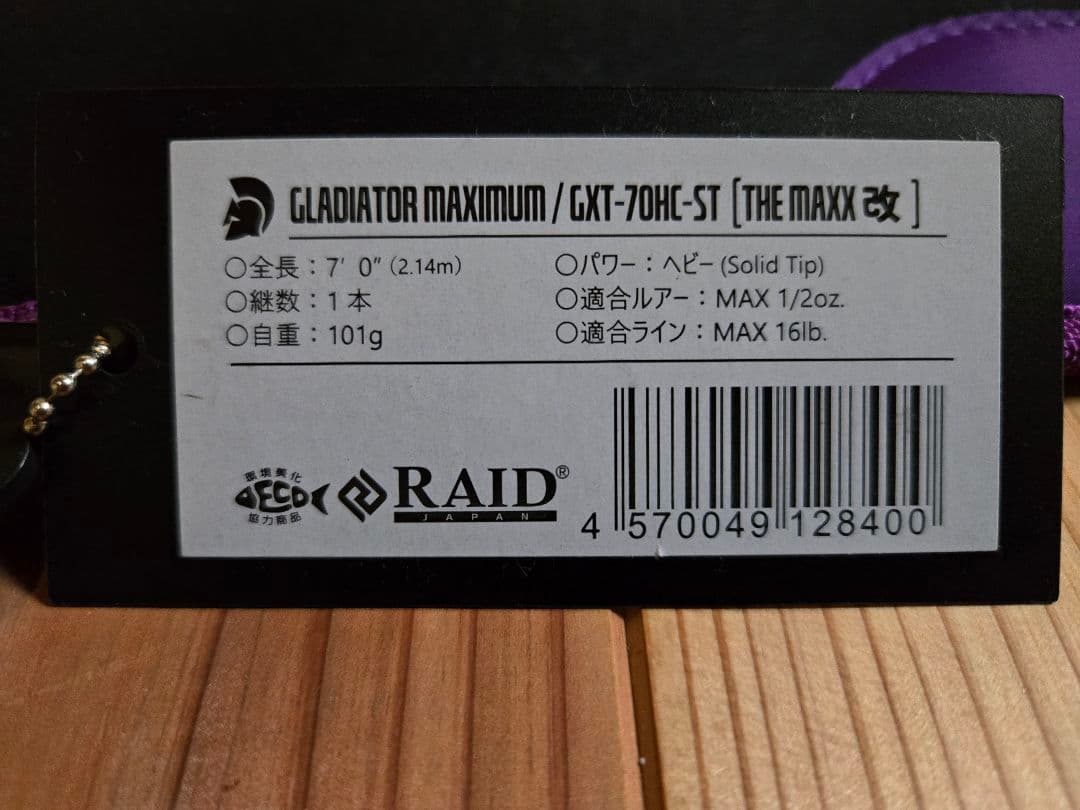 GLADIATOR MAXIMUM / GXT-70HC-ST [THE MAXX 改]
○全長：7' 0" (2.14m)
○継数：1 本
○自重：101g
○パワー：ヘビー (Solid Tip)
○適合ルアー：MAX 1/2oz.
○適合ライン：MAX 16lb.
環境美化
ECO
協力商品
RAID®
JAPAN
4 570049 128400